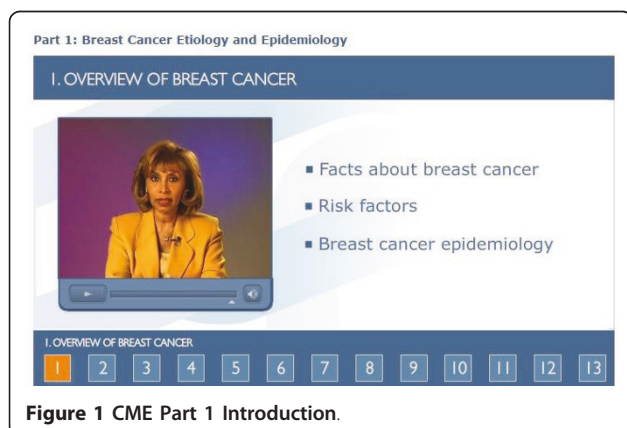 Part 1: Breast Cancer Etiology and Epidemiology
I. OVERVIEW OF BREAST CANCER
▪ Facts about breast cancer
▪ Risk factors
▪ Breast cancer epidemiology
I. OVERVIEW OF BREAST CANCER
1 2 3 4 5 6 7 8 9 10 11 12 13
Figure 1 CME Part 1 Introduction.